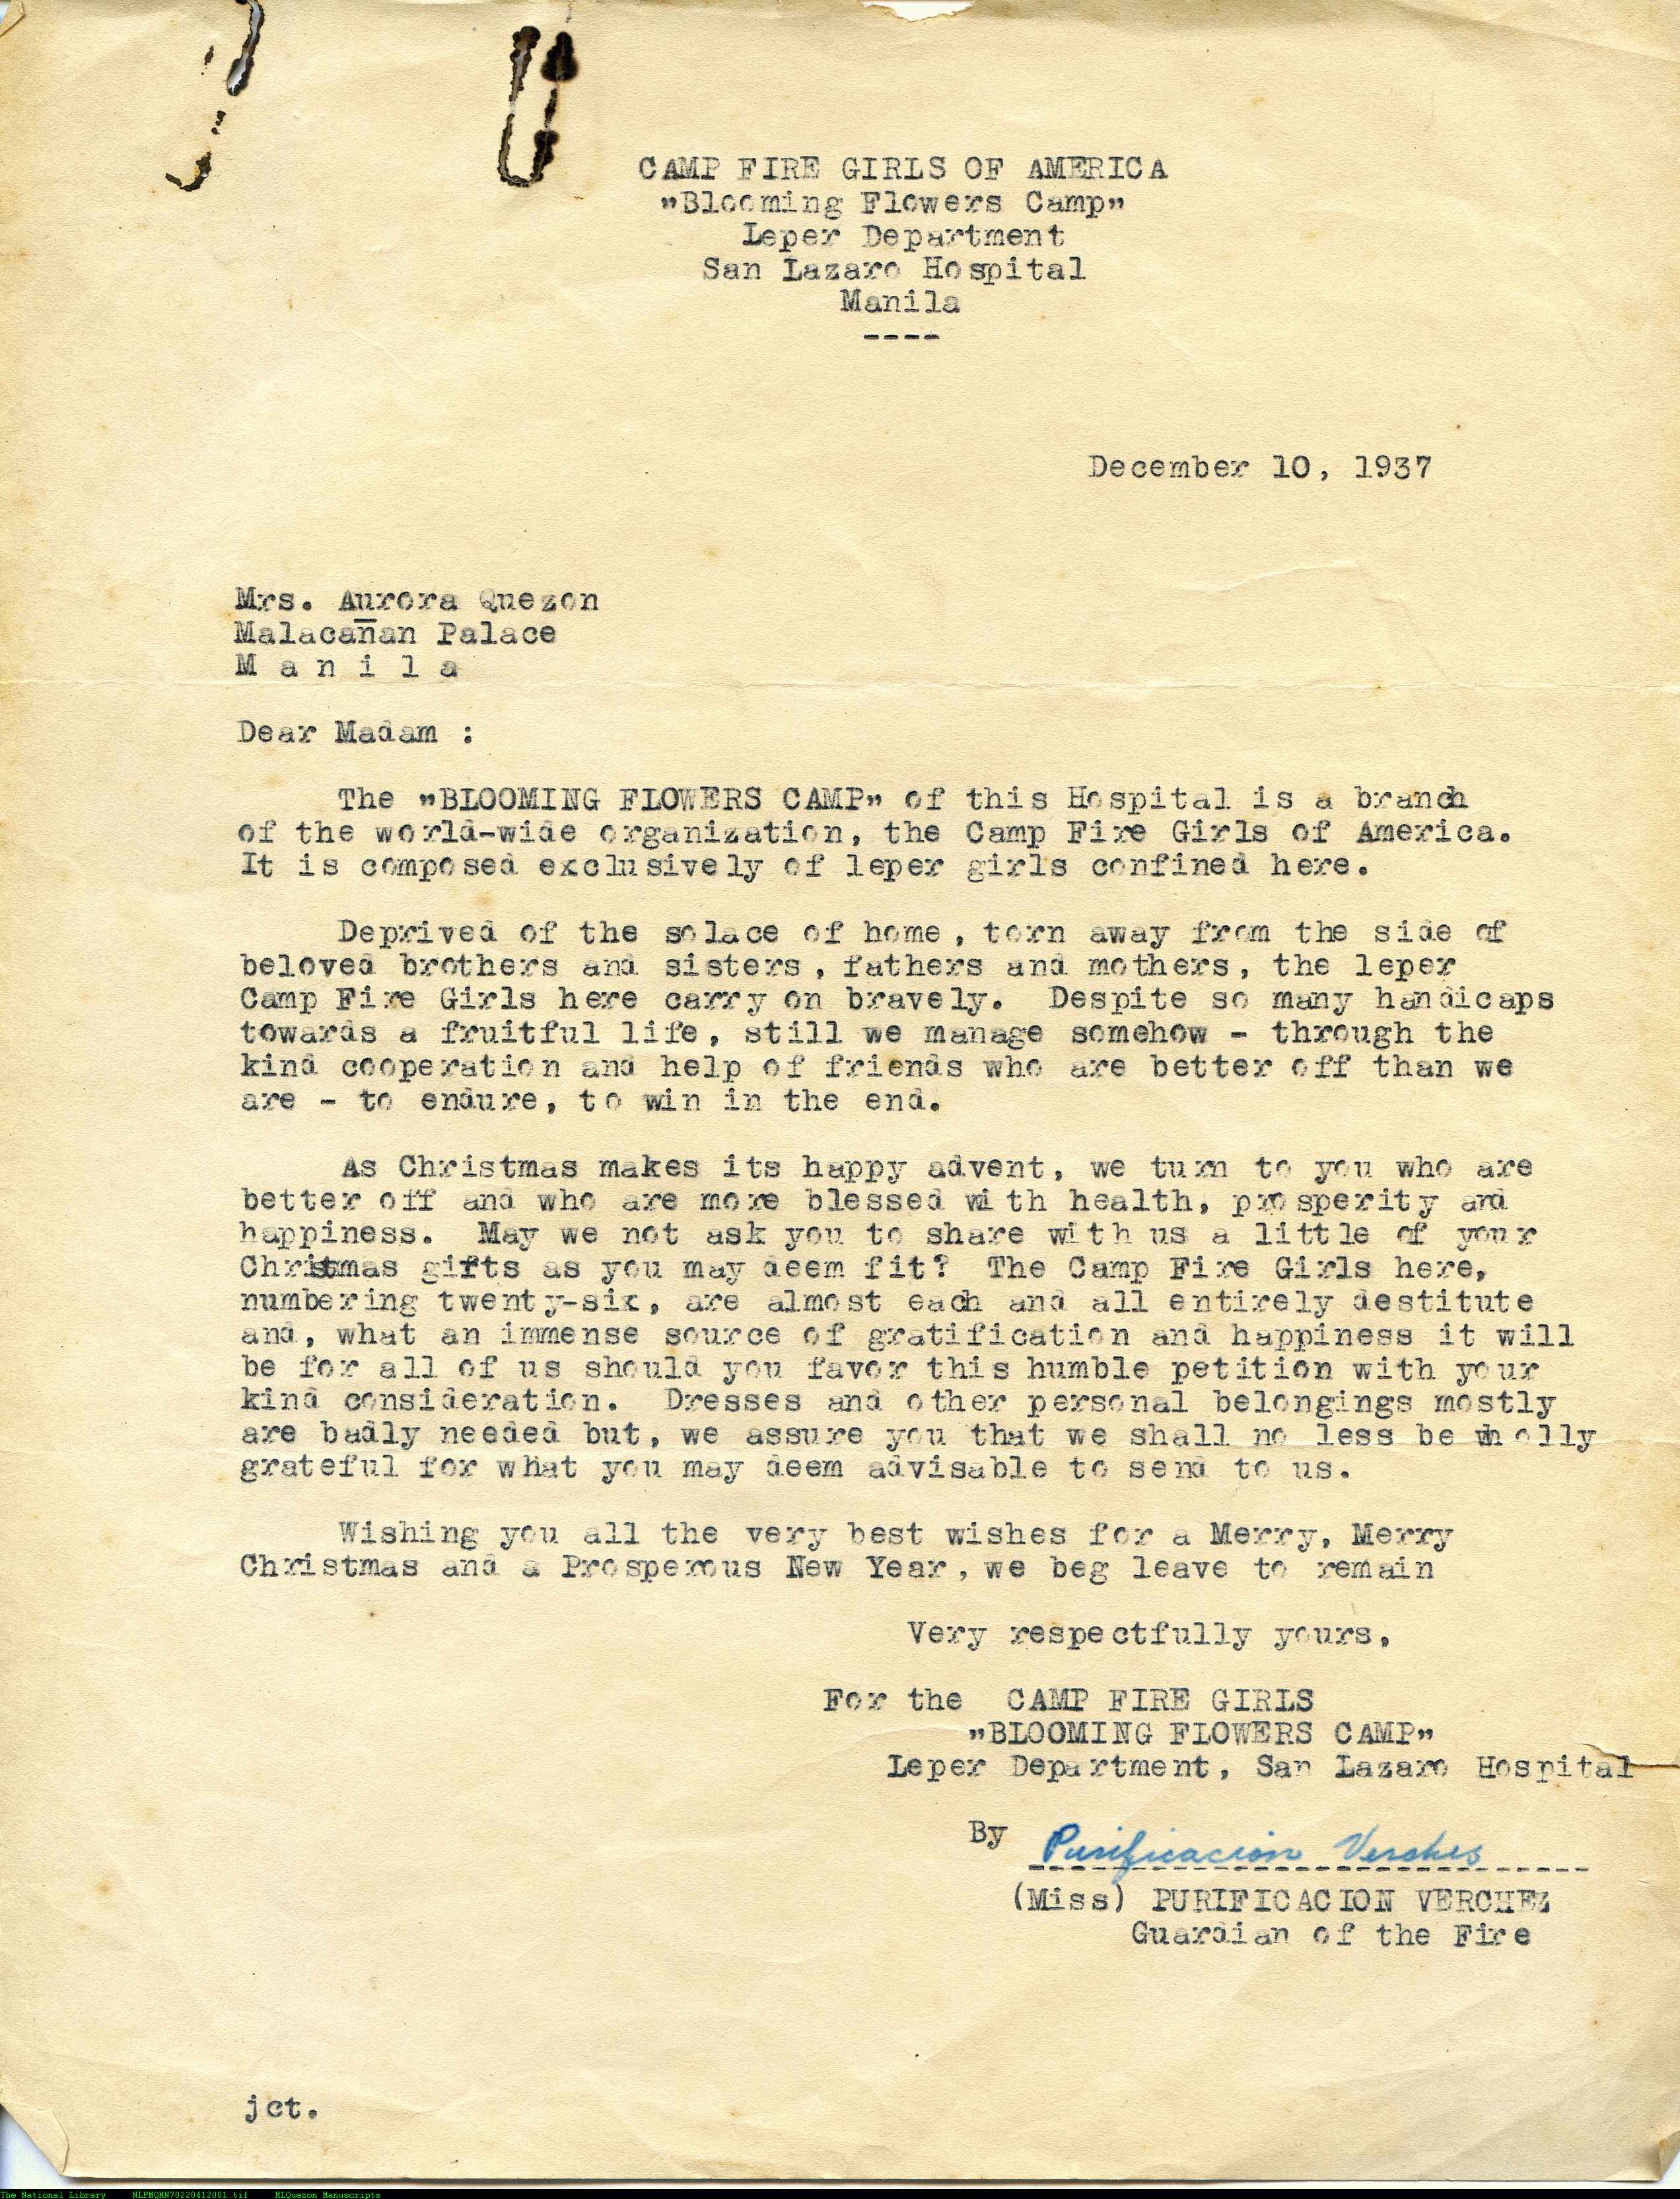 CAMP FIRE GIRLS OF AMERICA
"Blooming Flowers Camp"
Leper Department
San Lazaro Hospital
Manila
----
December 10, 1937
Mrs. Aurora Quezon
Malacañan Palace
M a n i l a
Dear Madam :
The "BLOOMING FLOWERS CAMP" of this Hospital is a branch
of the world-wide organization, the Camp Fire Girls of America.
It is composed exclusively of leper girls confined here.
Deprived of the solace of home, torn away from the side of
beloved brothers and sisters, fathers and mothers, the leper
Camp Fire Girls here carry on bravely. Despite so many handicaps
towards a fruitful life, still we manage somehow - through the
kind cooperation and help of friends who are better off than we
are - to endure, to win in the end.
As Christmas makes its happy advent, we turn to you who are
better off and who are more blessed with health, prosperity and
happiness. May we not ask you to share with us a little of your
Christmas gifts as you may deem fit? The Camp Fire Girls here,
numbering twenty-six, are almost each and all entirely destitute
and, what an immense source of gratification and happiness it will
be for all of us should you favor this humble petition with your
kind consideration. Dresses and other personal belongings mostly
are badly needed but, we assure you that we shall no less be wholly
grateful for what you may deem advisable to send to us.
Wishing you all the very best wishes for a Merry, Merry
Christmas and a Prosperous New Year, we beg leave to remain
Very respectfully yours,
For the CAMP FIRE GIRLS
"BLOOMING FLOWERS CAMP"
Leper Department, San Lazaro Hospital
By Purificacion Verches
(Miss) PURIFICACION VERCHEZ
Guardian of the Fire
jct.
The National Library NLPMQMN70220412001.tif MLQuezon Manuscripts